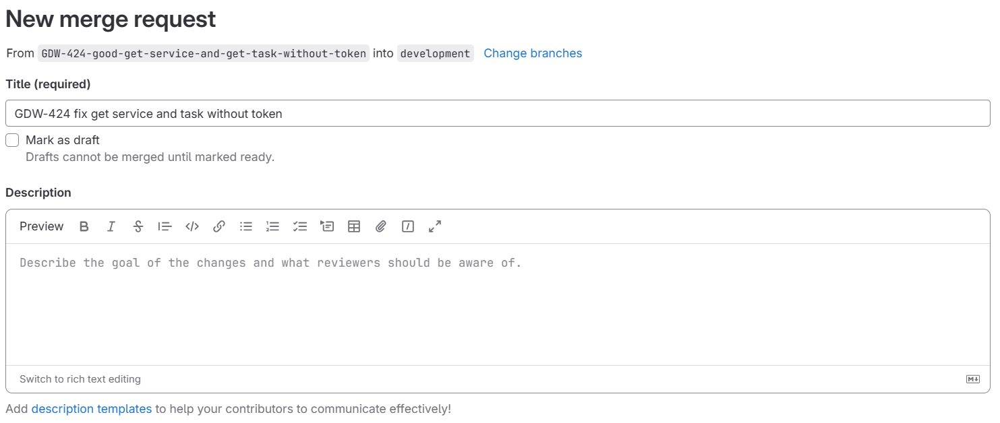 New merge request
From GDW-424-good-get-service-and-get-task-without-token into development Change branches
Title (required)
GDW-424 fix get service and task without token
Mark as draft
Drafts cannot be merged until marked ready.
Description
Preview
Describe the goal of the changes and what reviewers should be aware of.
Switch to rich text editing
Add description templates to help your contributors to communicate effectively!